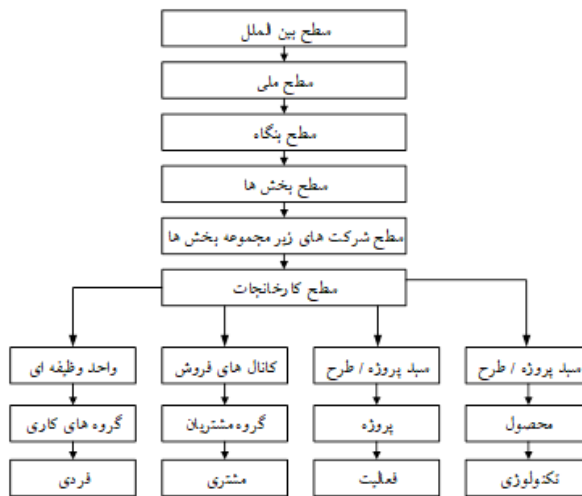 سطح بین الملل
سطح ملی
سطح بنگاه
سطح بخش ها
سطح شرکت های زیر مجموعه بخش ها
سطح کارخانجات
سبد پروژه / طرح
سبد پروژه / طرح
کانال های فروش
واحد وظیفه ای
محصول
پروژه
گروه مشتریان
گروه های کاری
تکنولوژی
فعالیت
مشتری
فردی